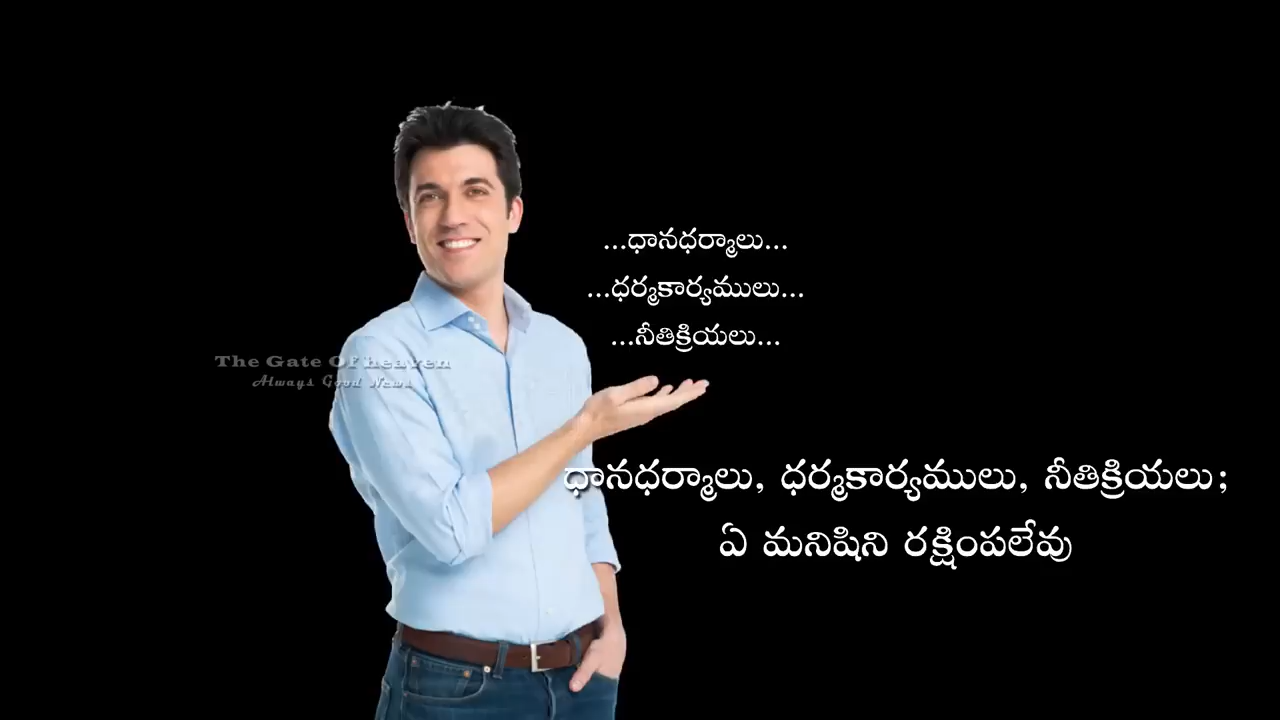 ...ధానధర్మాలు...
...ధర్మకార్యములు...
...నీతిక్రియలు...
The Gate Of heaven
Always Good News
ధానధర్మాలు, ధర్మకార్యములు, నీతిక్రియలు;
ఏ మనిషిని రక్షింపలేవు